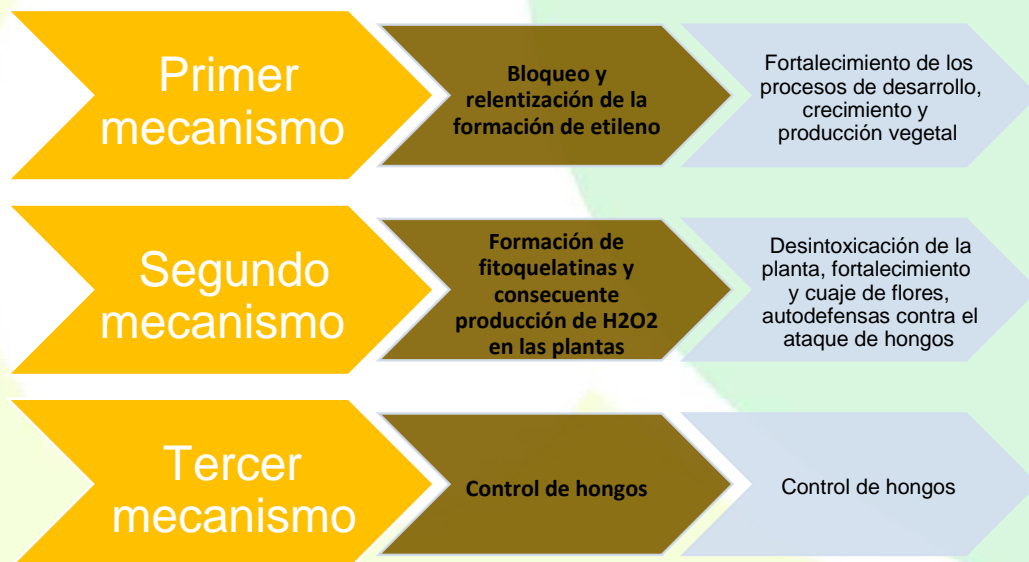 Primer
mecanismo
Bloqueo y
relentización de la
formación de etileno
Fortalecimiento de los
procesos de desarrollo,
crecimiento y
producción vegetal
Segundo
mecanismo
Formación de
fitoquelatinas y
consecuente
producción de H2O2
en las plantas
Desintoxicación de la
planta, fortalecimiento
y cuaje de flores,
autodefensas contra el
ataque de hongos
Tercer
mecanismo
Control de hongos
Control de hongos